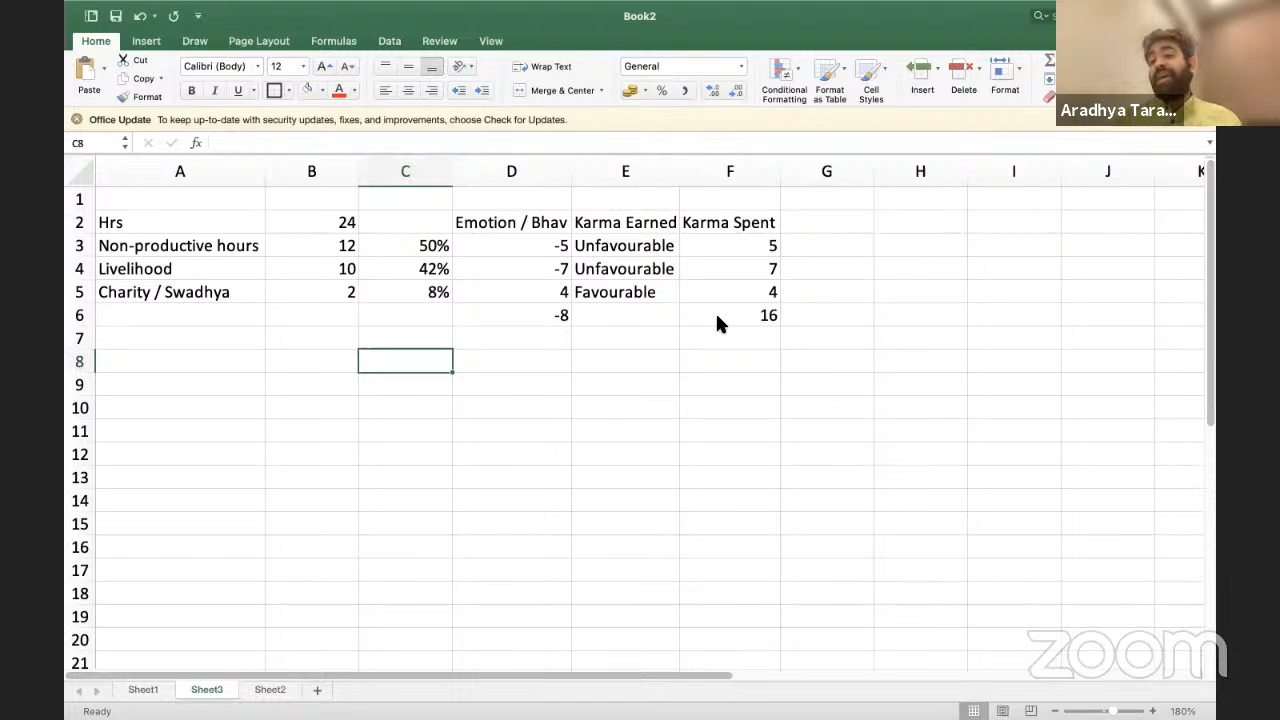 Book2
Home Insert Draw Page Layout Formulas Data Review View
Paste
Cut
Copy
Format
Calibri (Body) 12
B I U
Wrap Text
Merge & Center
General
Conditional Formatting
Format as Table
Cell Styles
Insert
Delete
Format
Aradhya Tara...
Office Update To keep up-to-date with security updates, fixes, and improvements, choose Check for Updates.
C8 fx
A B C D E F G H I J K
1
2 Hrs 24 Emotion / Bhav Karma Earned Karma Spent
3 Non-productive hours 12 50% -5 Unfavourable 5
4 Livelihood 10 42% -7 Unfavourable 7
5 Charity / Swadhya 2 8% 4 Favourable 4
6 -8 16
7
8
9
10
11
12
13
14
15
16
17
18
19
20
21
zoom
Sheet1 Sheet3 Sheet2
Ready 180%